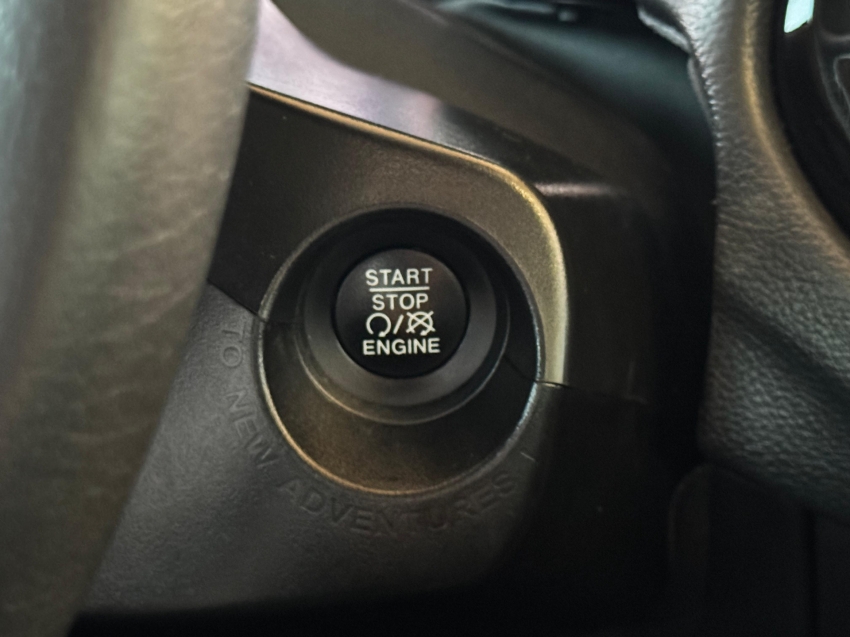 START
STOP
ENGINE
TO NEW ADVENTURES!